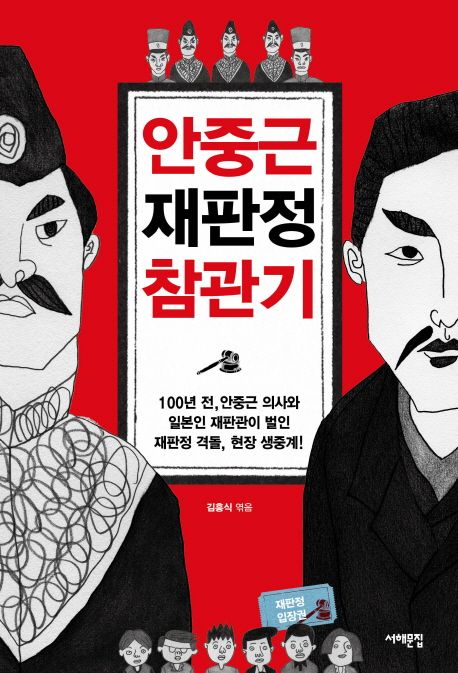 안중근
재판정
참관기
100년 전, 안중근 의사와
일본인 재판관이 벌인
재판정 격돌, 현장 생중계!
김흥식 엮음
재판정
입장권
서해문집